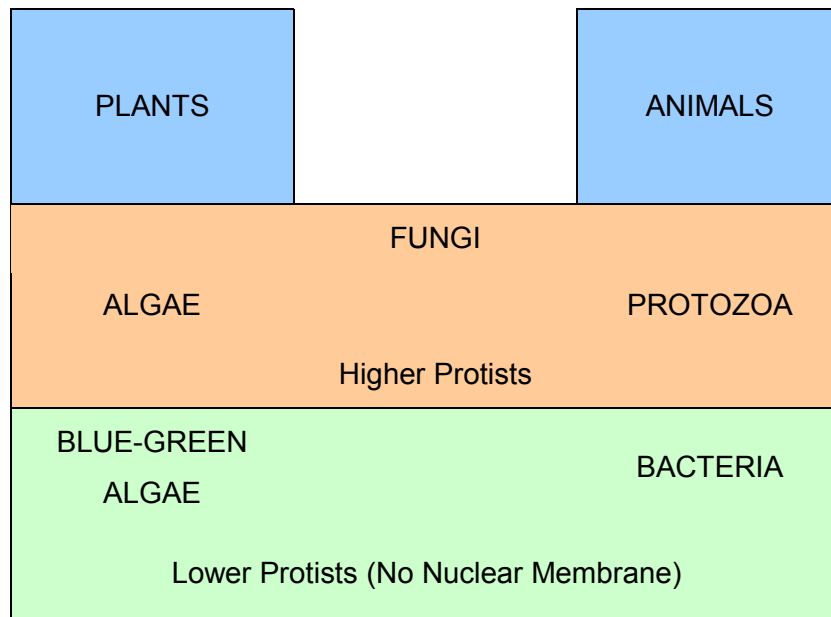 PLANTS
ANIMALS
FUNGI
ALGAE
PROTOZOA
Higher Protists
BLUE-GREEN
ALGAE
BACTERIA
Lower Protists (No Nuclear Membrane)